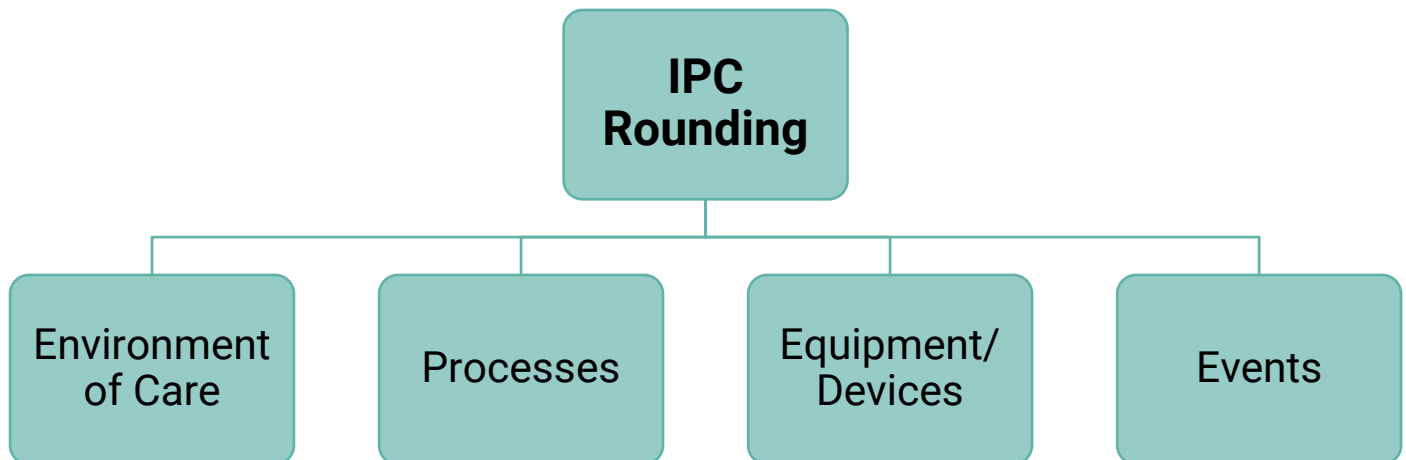 IPC
Rounding
Environment
of Care
Processes
Equipment/
Devices
Events